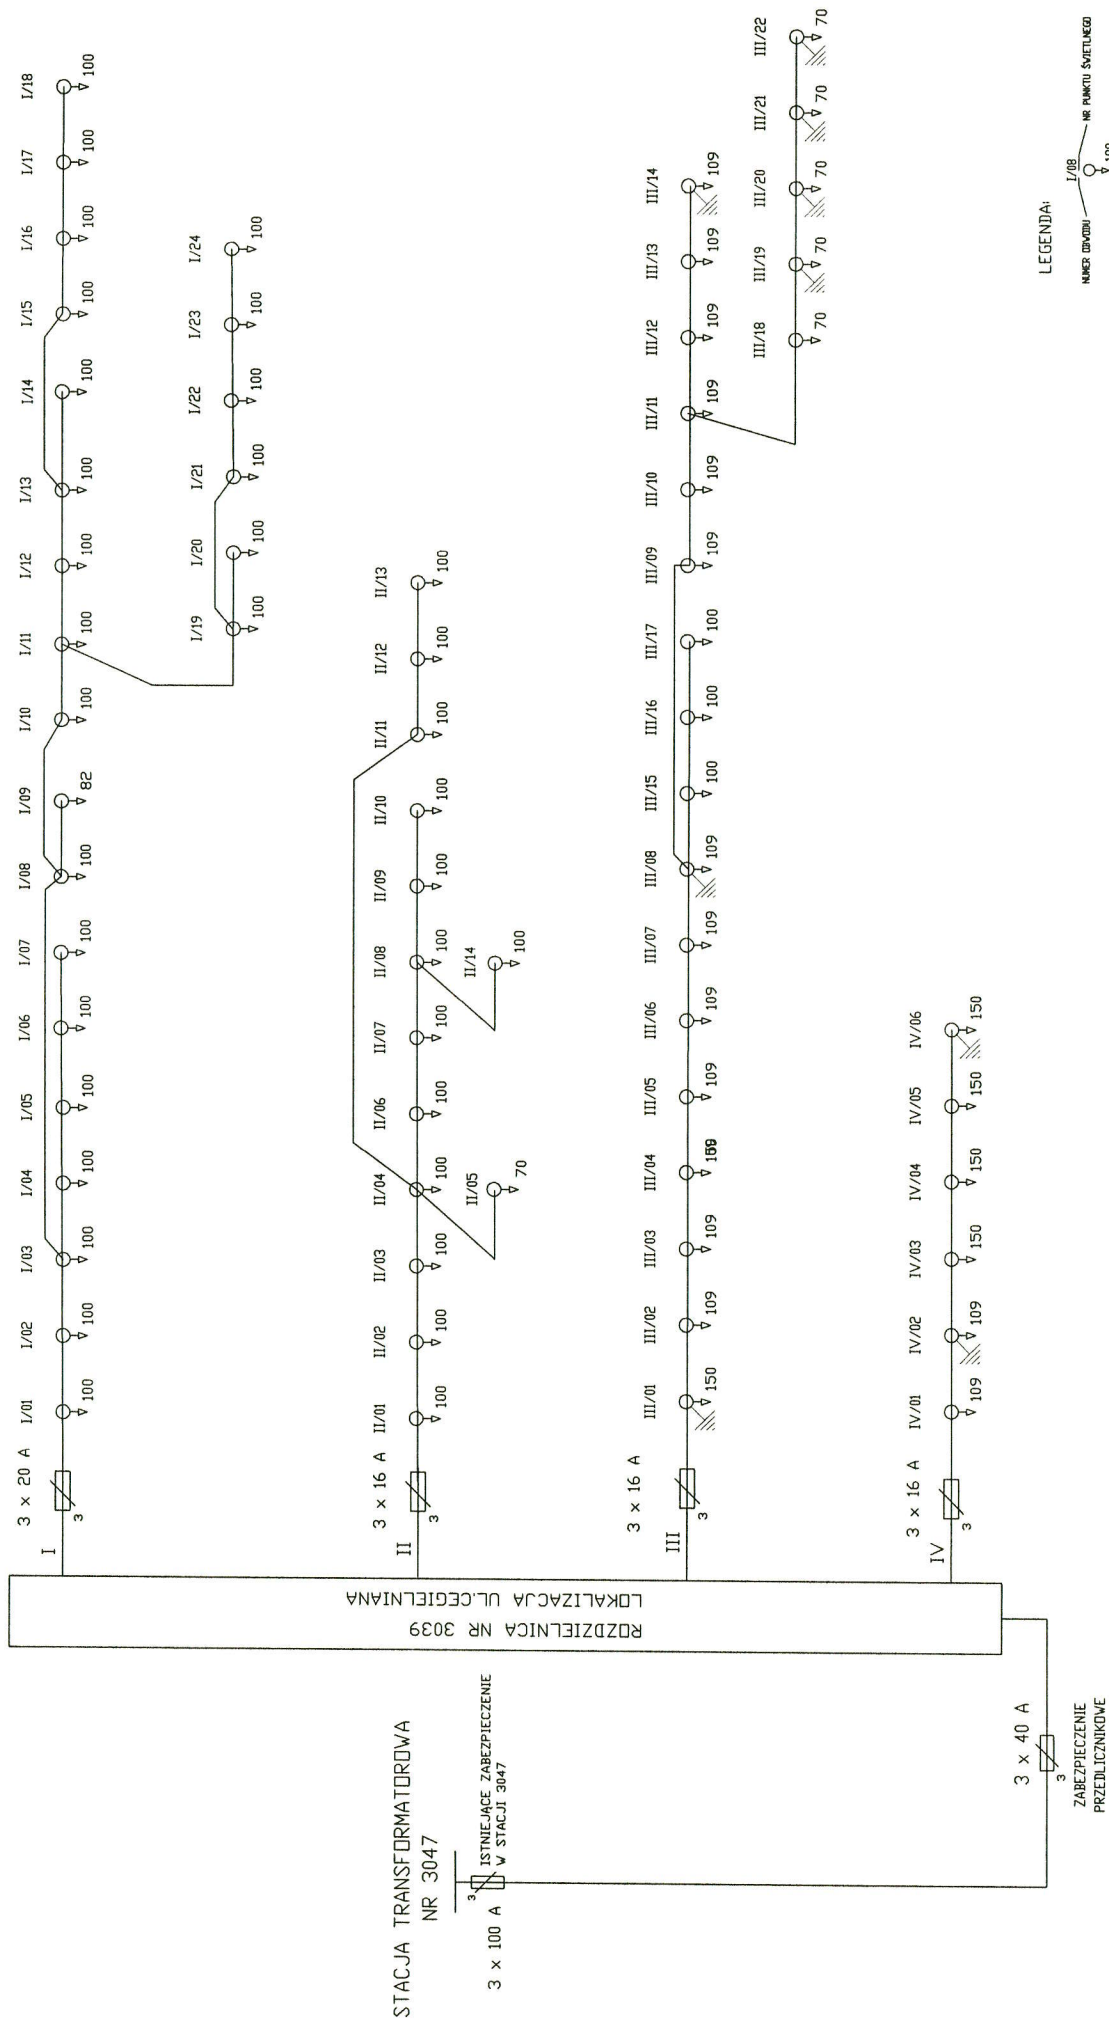 STACJA TRANSFORMATOROWA
NR 3047
3 x 100 A
3
ISTNIEJĄCE ZABEZPIECZENIE
W STACJI 3047
3 x 40 A
3
ZABEZPIECZENIE
PRZEDLICZNIKOWE
ROZDZIELNICA NR 3039
LOKALIZACJA UL.CEGIELNIANA
I
3 x 20 A
3
I/01
100
I/02
100
I/03
100
I/04
100
I/05
100
I/06
100
I/07
100
I/08
100
I/09
82
I/10
100
I/11
100
I/12
100
I/13
100
I/14
100
I/15
100
I/16
100
I/17
100
I/18
100
I/19
100
I/20
100
I/21
100
I/22
100
I/23
100
I/24
100
II
3 x 16 A
3
II/01
100
II/02
100
II/03
100
II/04
100
II/05
70
II/06
100
II/07
100
II/08
100
II/14
100
II/09
100
II/10
100
II/11
100
II/12
100
II/13
100
III
3 x 16 A
3
III/01
150
III/02
109
III/03
109
III/04
III/05
109
III/06
109
III/07
109
III/08
109
III/15
100
III/16
100
III/17
100
III/09
109
III/10
109
III/11
109
III/12
109
III/13
109
III/14
109
III/18
70
III/19
70
III/20
70
III/21
70
III/22
70
IV
3 x 16 A
3
IV/01
109
IV/02
109
IV/03
150
IV/04
150
IV/05
150
IV/06
150
LEGENDA:
NUMER OBWODU
I/08
NR PUNKTU ŚWIETLNEGO
100